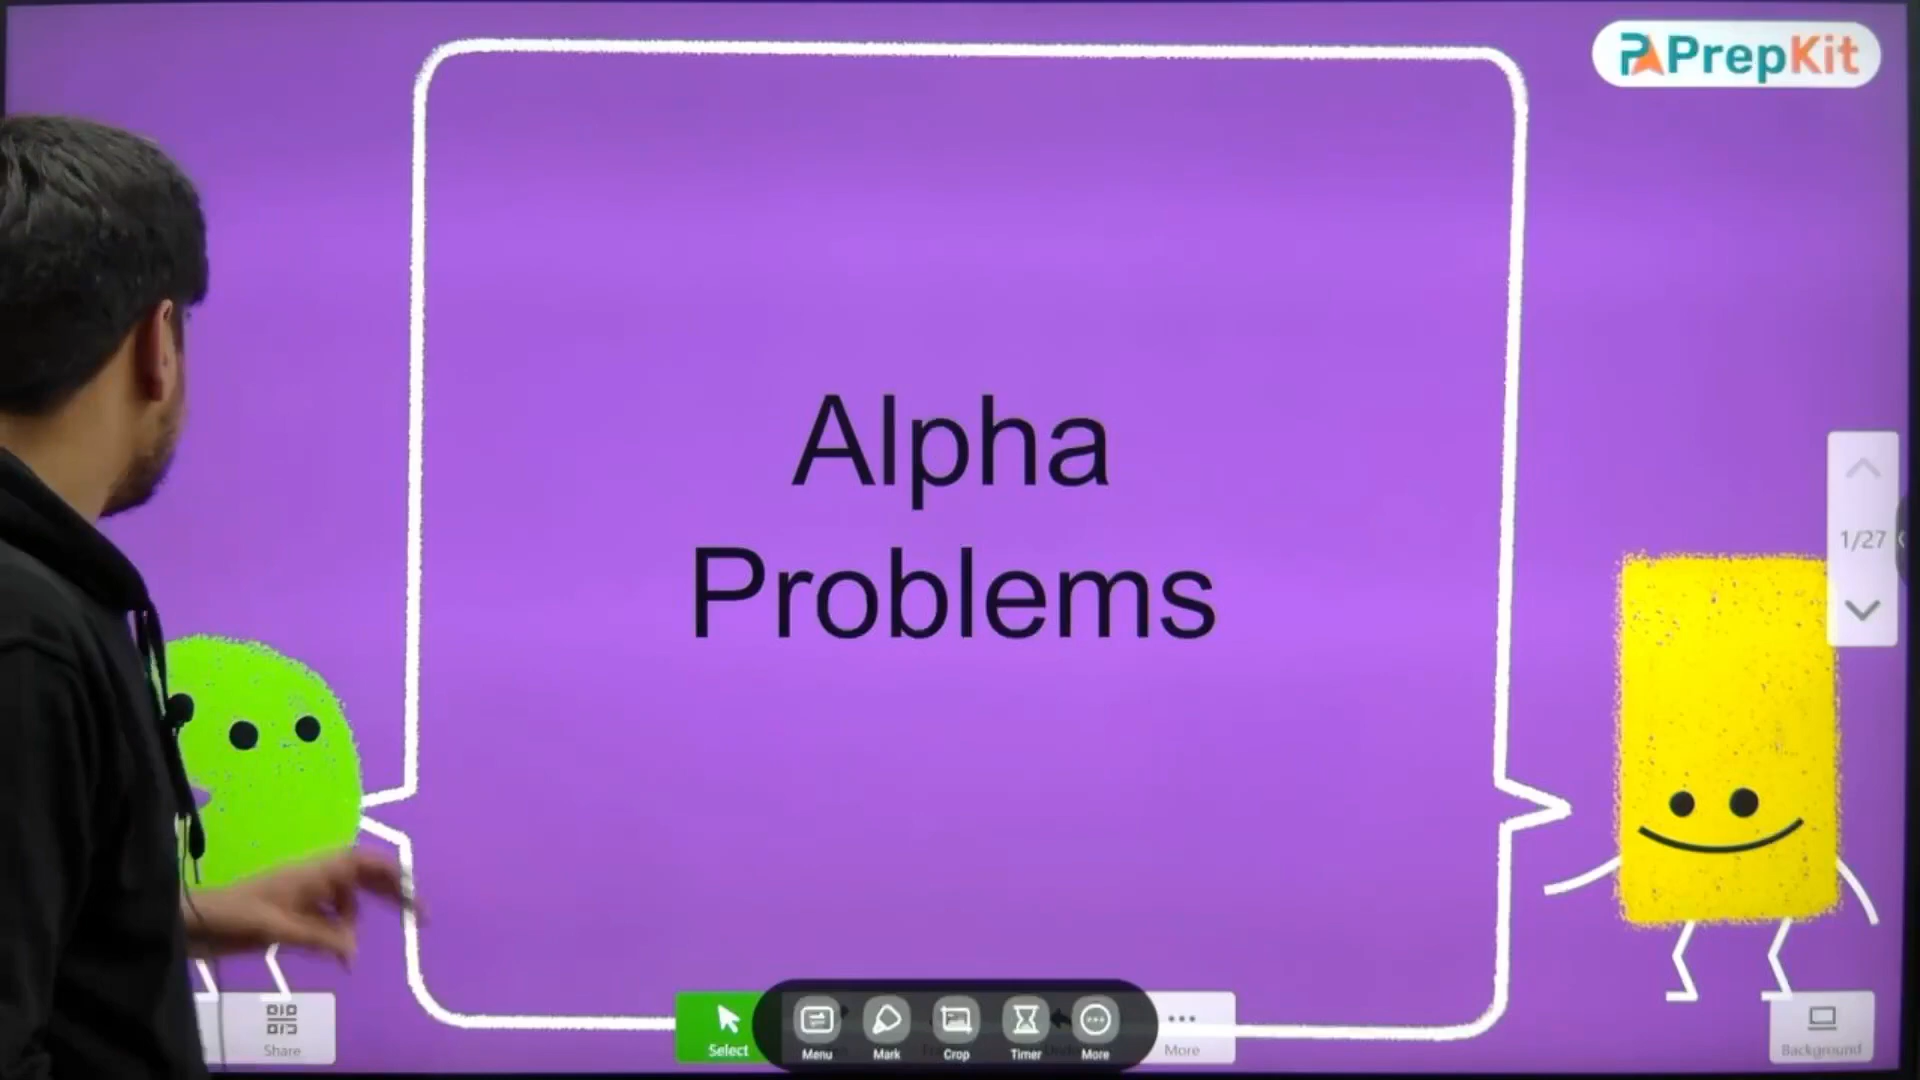 PrepKit
Alpha
Problems
1/27
Share
Select
Menu
Mark
Crop
Timer
More
More
Background